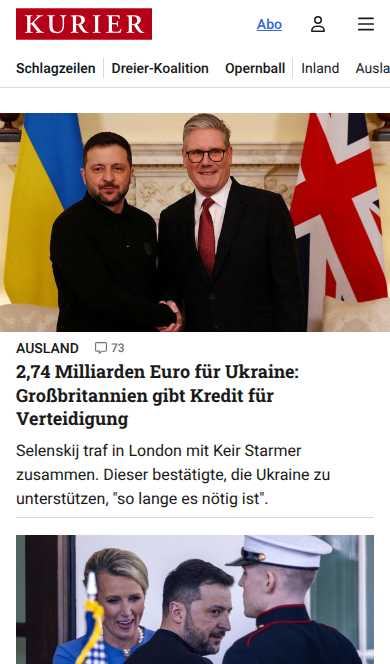 KURIER
Abo
Schlagzeilen Dreier-Koalition Opernball Inland Ausla
AUSLAND 73
2,74 Milliarden Euro für Ukraine:
Großbritannien gibt Kredit für
Verteidigung
Selenskij traf in London mit Keir Starmer
zusammen. Dieser bestätigte, die Ukraine zu
unterstützen, "so lange es nötig ist".